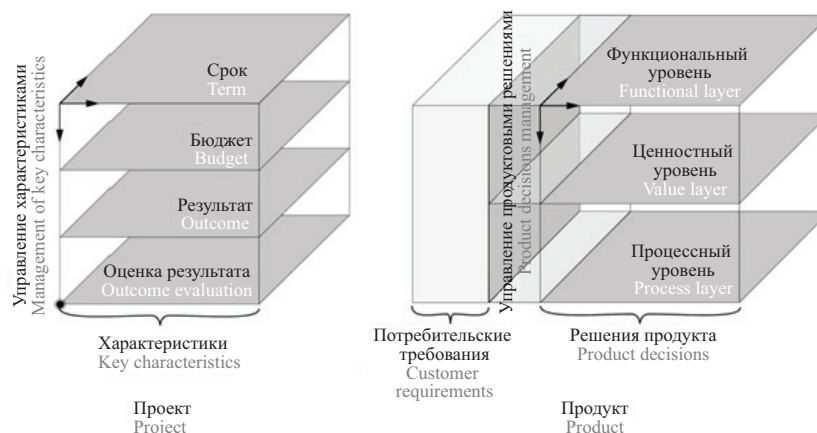 Управление характеристиками
Management of key characteristics
Срок
Term
Бюджет
Budget
Результат
Outcome
Оценка результата
Outcome evaluation
Характеристики
Key characteristics
Проект
Project
Управление продуктовыми решениями
Product decisions management
Функциональный
уровень
Functional layer
Ценностный
уровень
Value layer
Процессный
уровень
Process layer
Потребительские
требования
Customer
requirements
Решения продукта
Product decisions
Продукт
Product